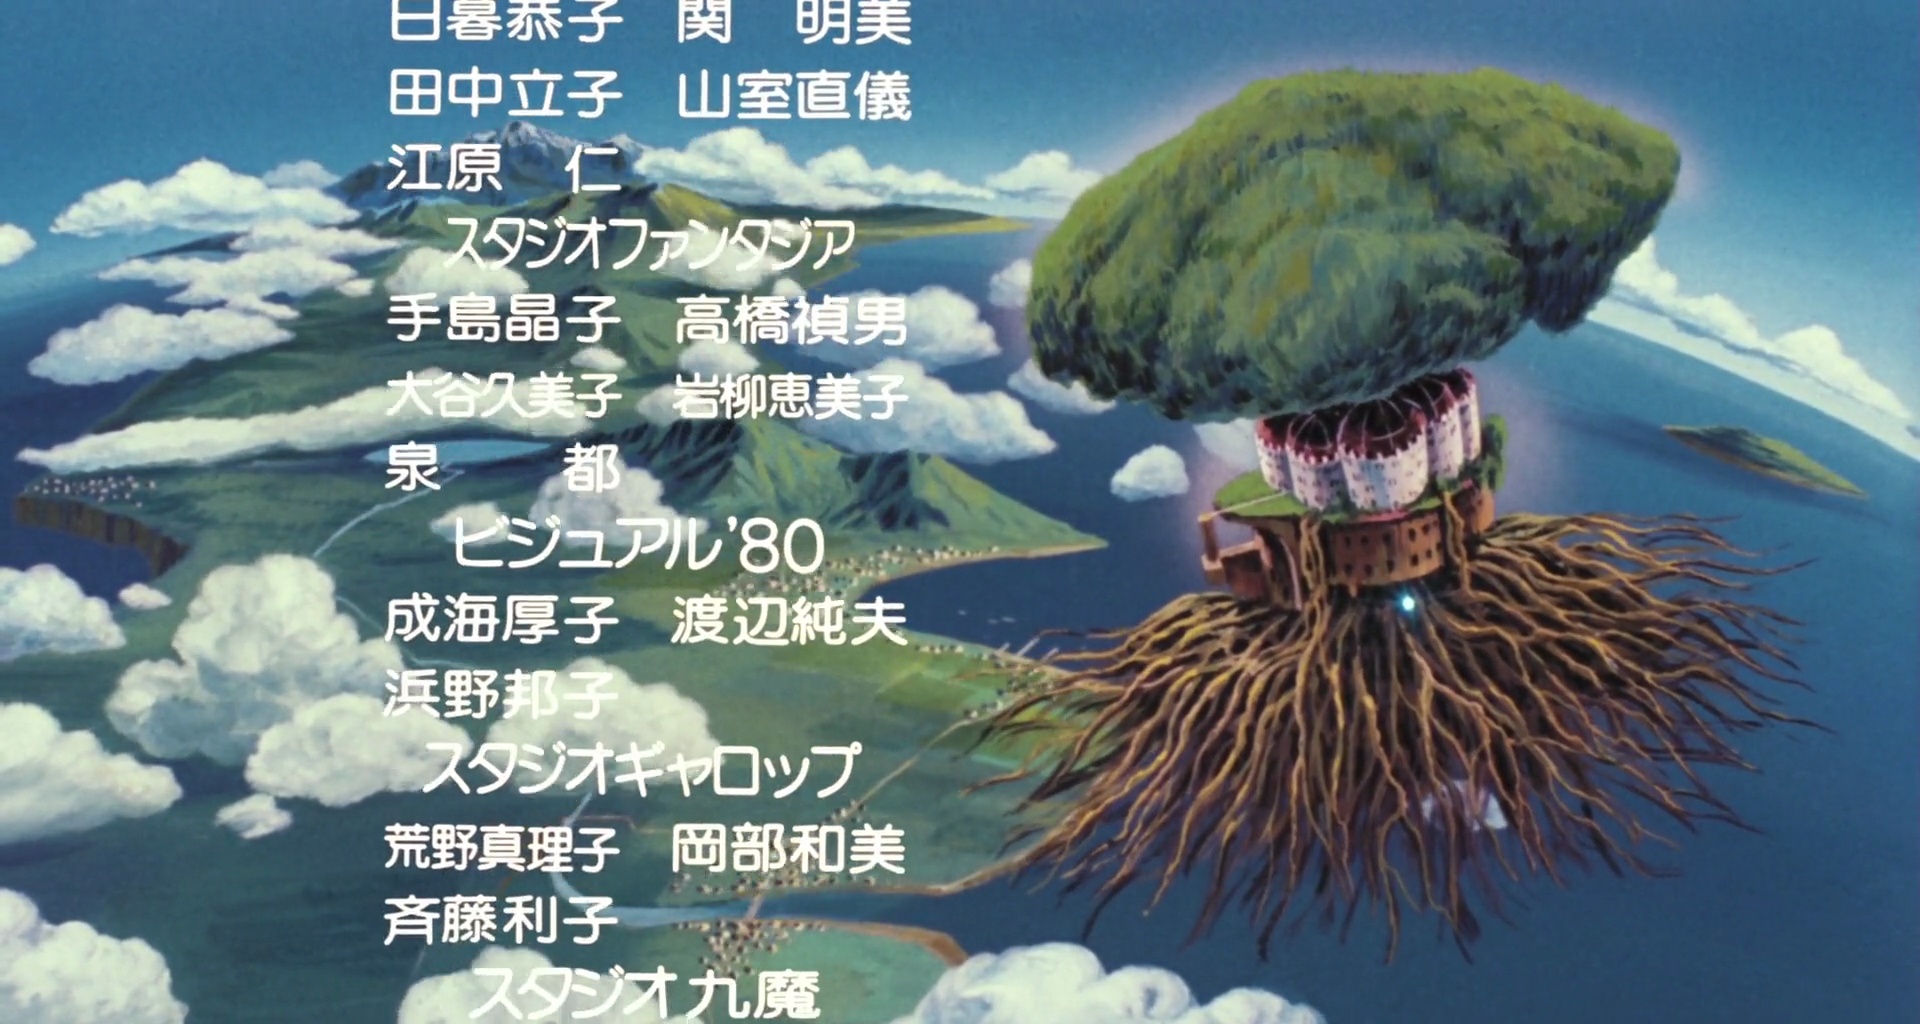 日暮恭子　関　明美
田中立子　山室直儀
江原　仁
スタジオファンタジア
手島晶子　高橋禎男
大谷久美子　岩柳恵美子
泉　　都
ビジュアル'80
成海厚子　渡辺純夫
浜野邦子
スタジオギャロップ
荒野真理子　岡部和美
斉藤利子
スタジオ九魔